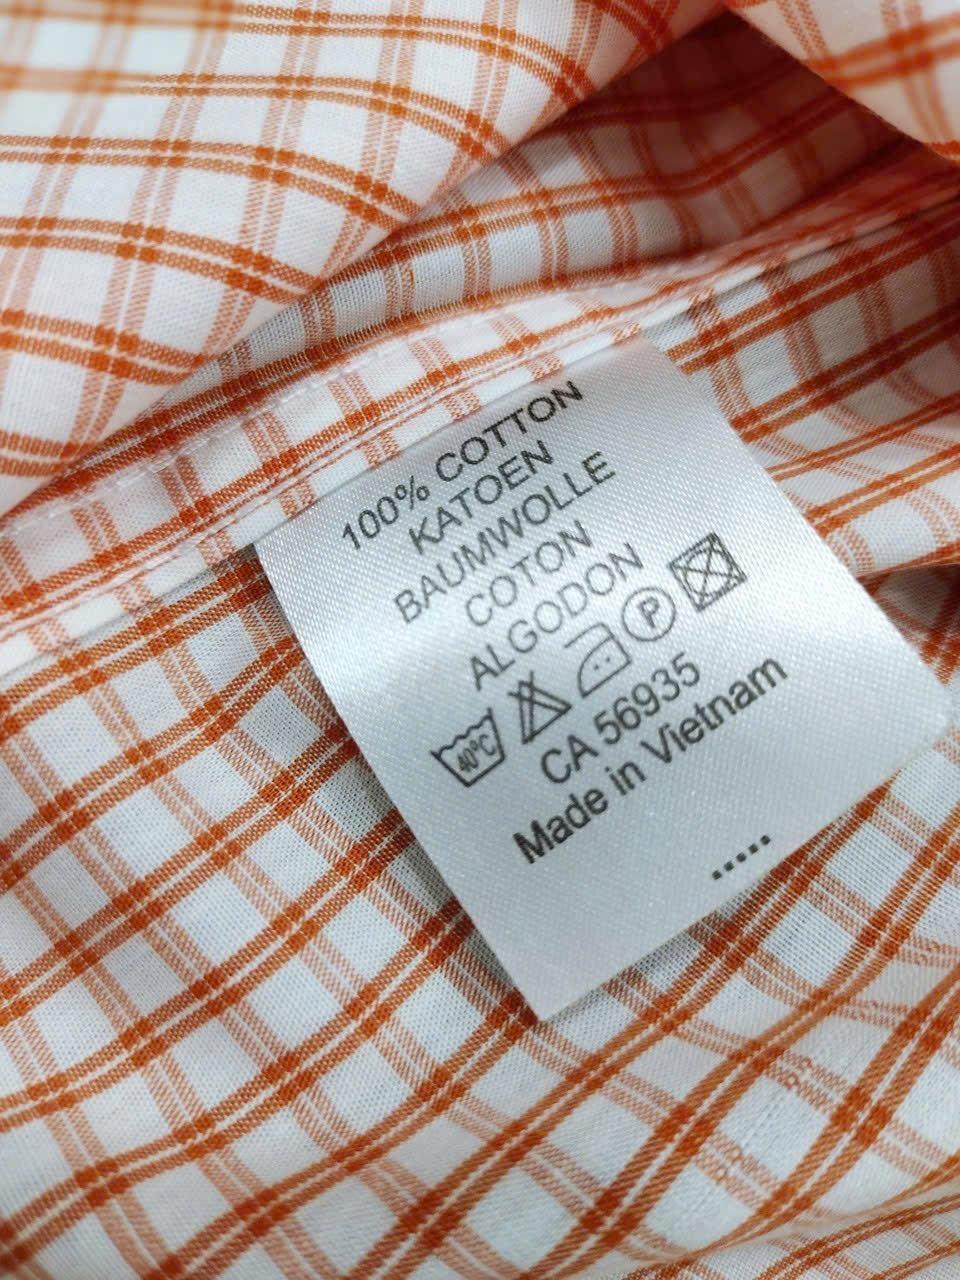 100% COTTON
KATOEN
BAUMWOLLE
COTON
ALGODON
40°C P
CA 56935
Made in Vietnam
.....